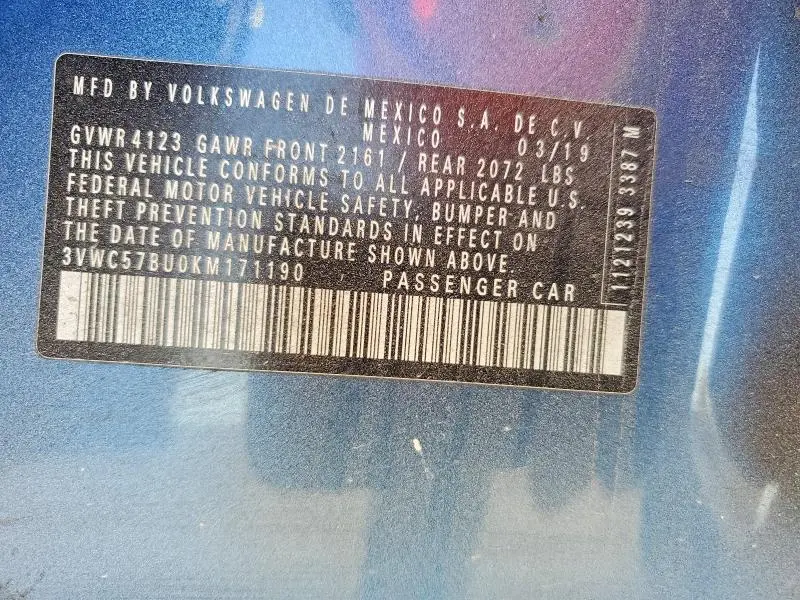 MFD BY VOLKSWAGEN DE MEXICO S.A. DE C.V.
MEXICO 03/19
GVWR 4123 GAWR FRONT 2161 / REAR 2072 LBS
THIS VEHICLE CONFORMS TO ALL APPLICABLE U.S.
FEDERAL MOTOR VEHICLE SAFETY, BUMPER AND
THEFT PREVENTION STANDARDS IN EFFECT ON
THE DATE OF MANUFACTURE SHOWN ABOVE.
3VWC57BU0KM171190 PASSENGER CAR
1121239 3387 M